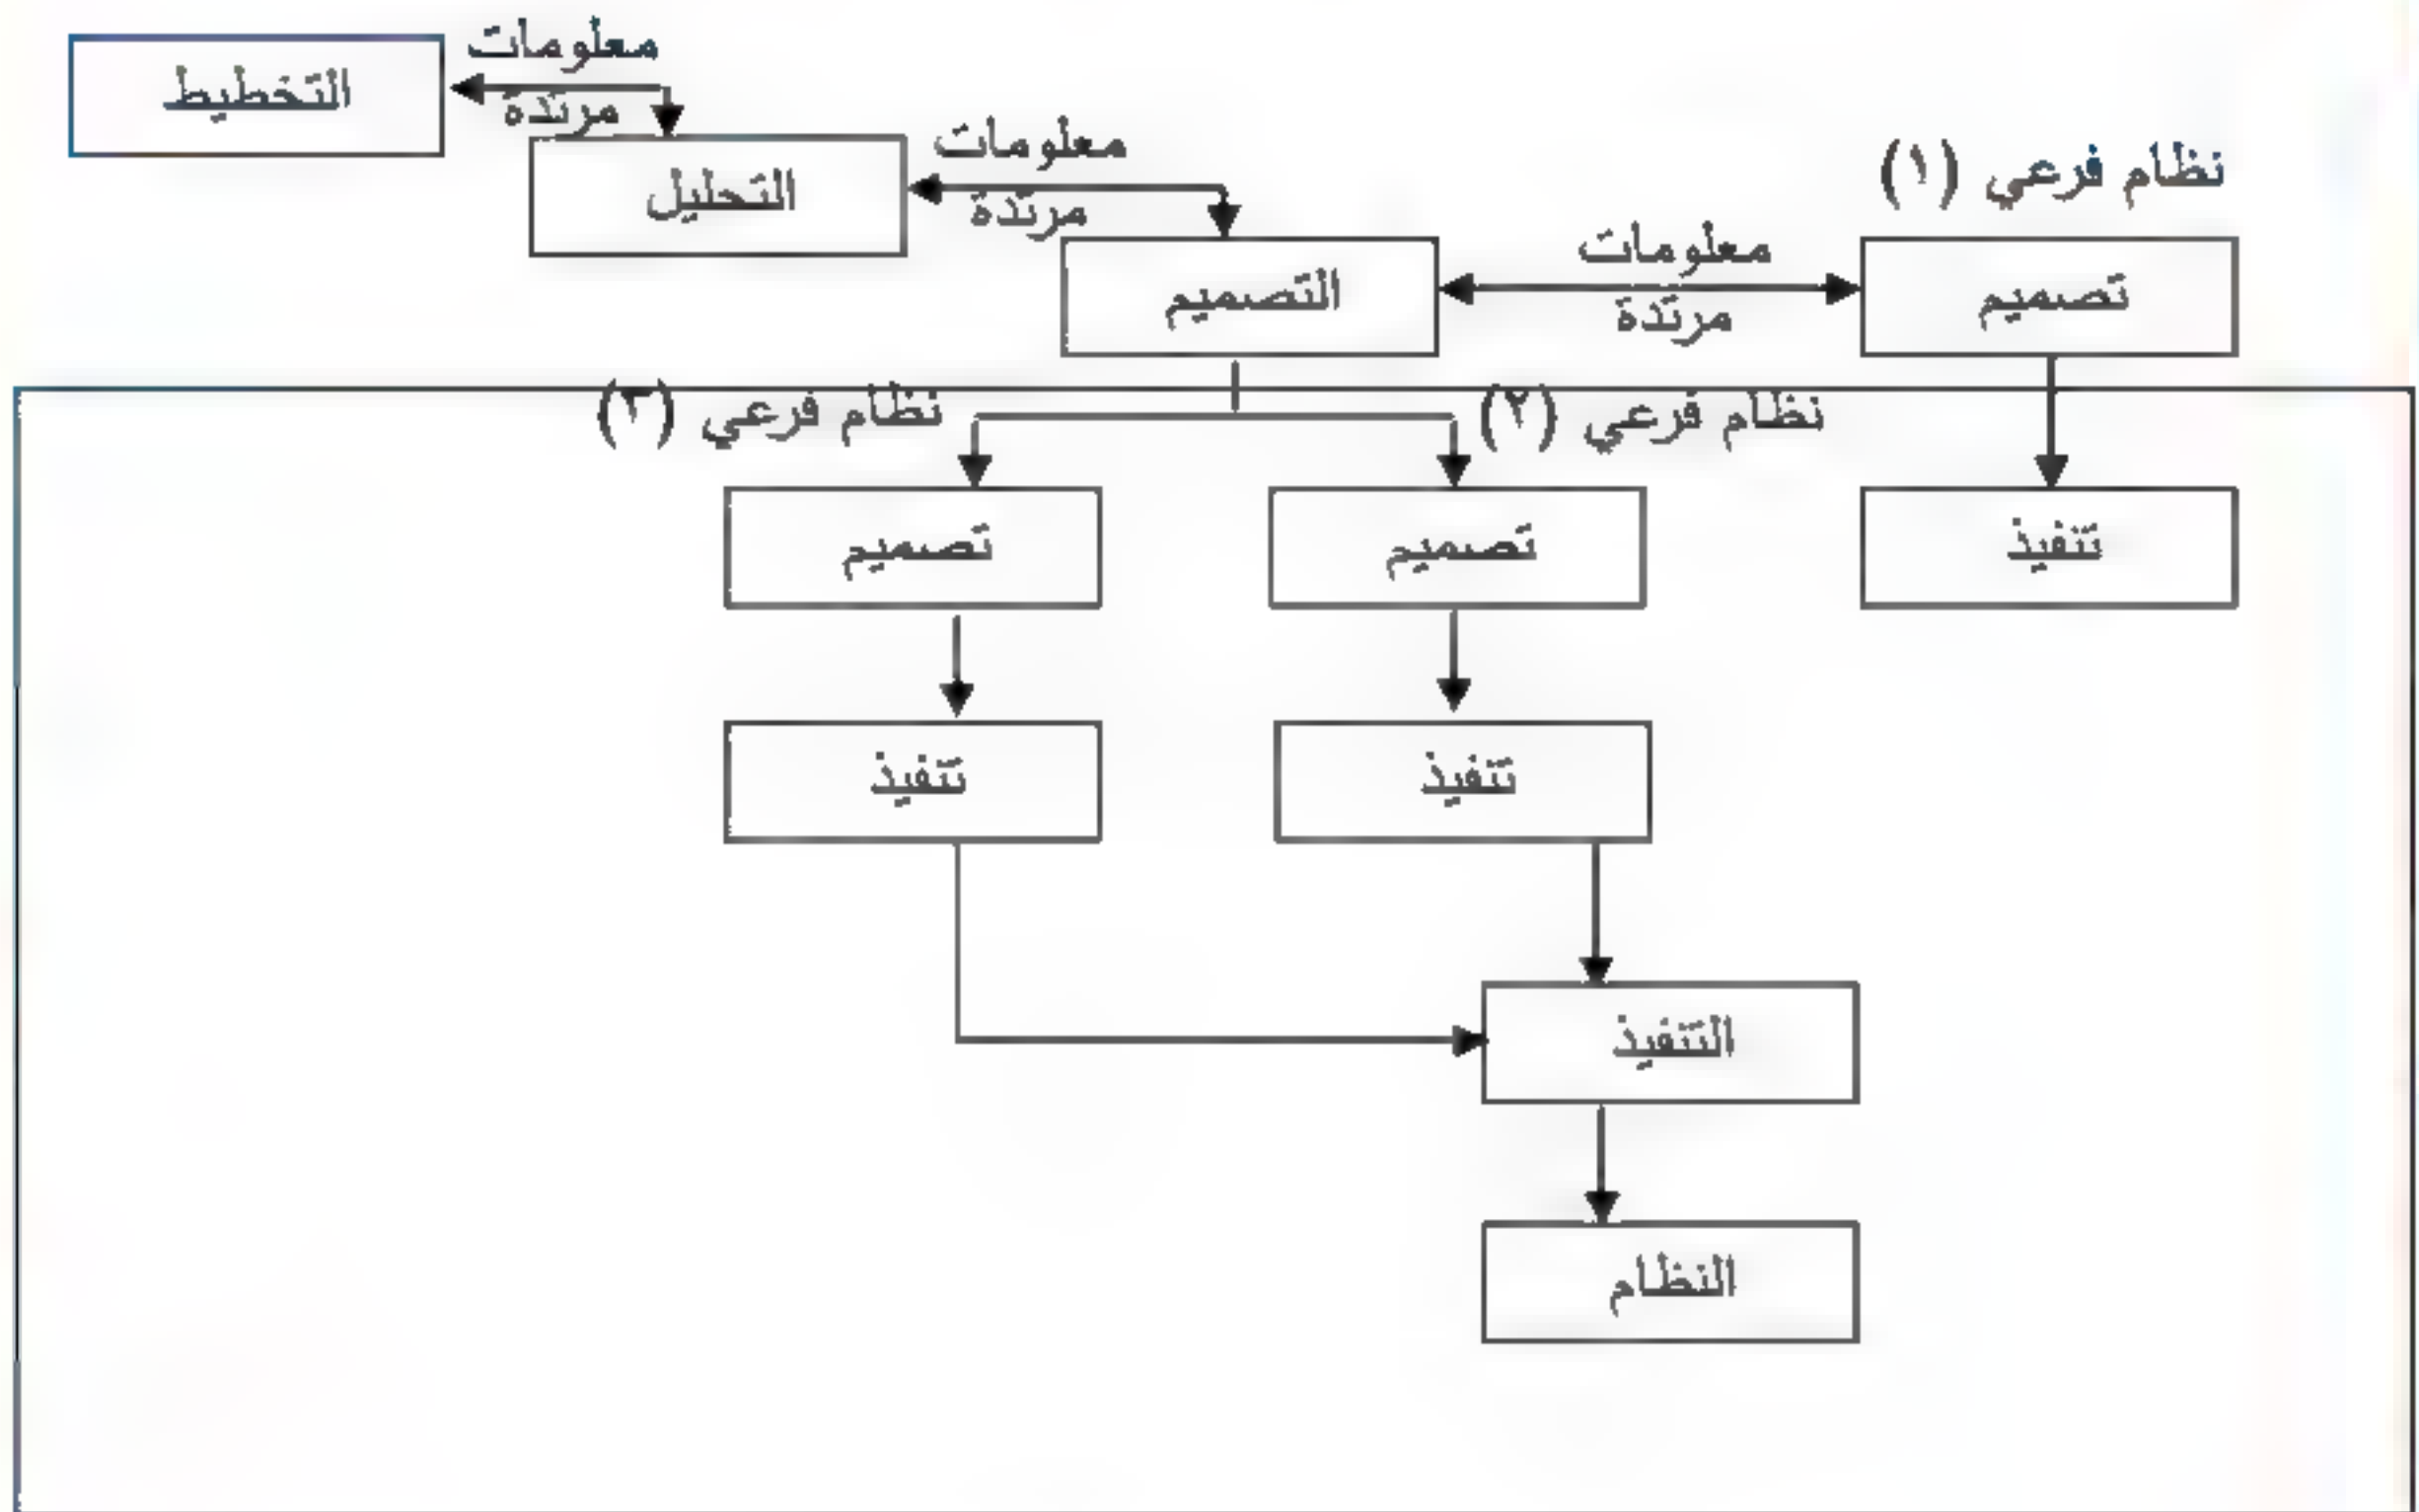 معلومات
التخطيط
مرتدة
معلومات
التحليل
مرتدة
نظام فرعي (١)
معلومات
تصميم
التصميم
مرتدة
نظام فرعي (٢)
نظام فرعي (٣)
تنفيذ
تصميم
تصميم
تنفيذ
تنفيذ
التنفيذ
النظام